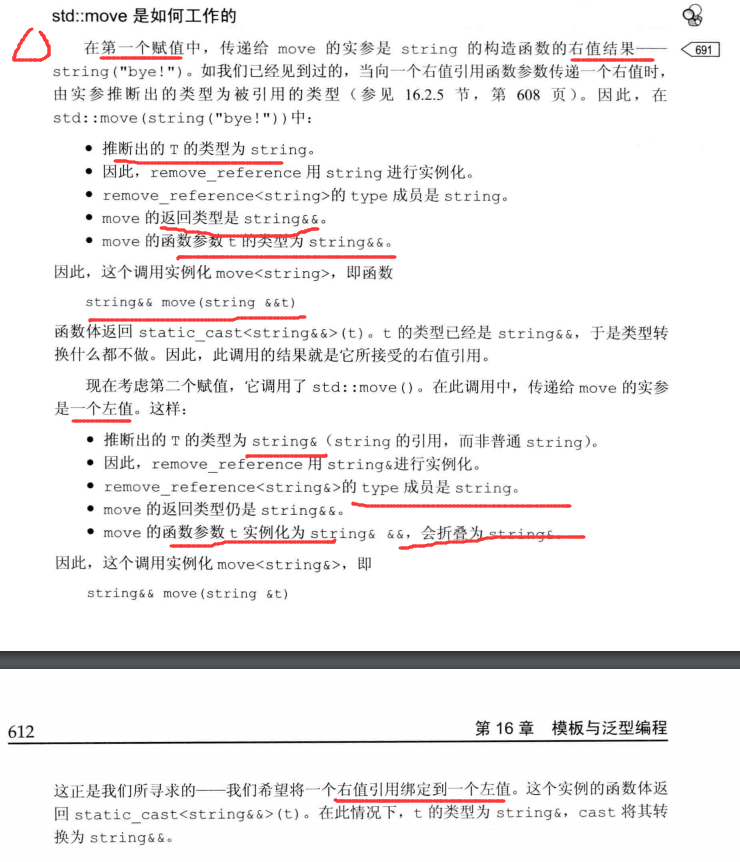 std::move 是如何工作的
在第一个赋值中，传递给 move 的实参是 string 的构造函数的右值结果——
691
string("bye!")。如我们已经见到过的，当向一个右值引用函数参数传递一个右值时，
由实参推断出的类型为被引用的类型（参见 16.2.5 节，第 608 页）。因此，在
std::move(string("bye!"))中：
● 推断出的 T 的类型为 string。
● 因此，remove_reference 用 string 进行实例化。
● remove_reference<string>的 type 成员是 string。
● move 的返回类型是 string&&。
● move 的函数参数 t 的类型为 string&&。
因此，这个调用实例化 move<string>，即函数
string&& move(string &&t)
函数体返回 static_cast<string&&>(t)。t 的类型已经是 string&&，于是类型转
换什么都不做。因此，此调用的结果就是它所接受的右值引用。
现在考虑第二个赋值，它调用了 std::move()。在此调用中，传递给 move 的实参
是一个左值。这样：
● 推断出的 T 的类型为 string&（string 的引用，而非普通 string）。
● 因此，remove_reference 用 string&进行实例化。
● remove_reference<string&>的 type 成员是 string。
● move 的返回类型仍是 string&&。
● move 的函数参数 t 实例化为 string& &&，会折叠为 string&。
因此，这个调用实例化 move<string&>，即
string&& move(string &t)
612
第 16 章 模板与泛型编程
这正是我们所寻求的——我们希望将一个右值引用绑定到一个左值。这个实例的函数体返
回 static_cast<string&&>(t)。在此情况下，t 的类型为 string&，cast 将其转
换为 string&&。